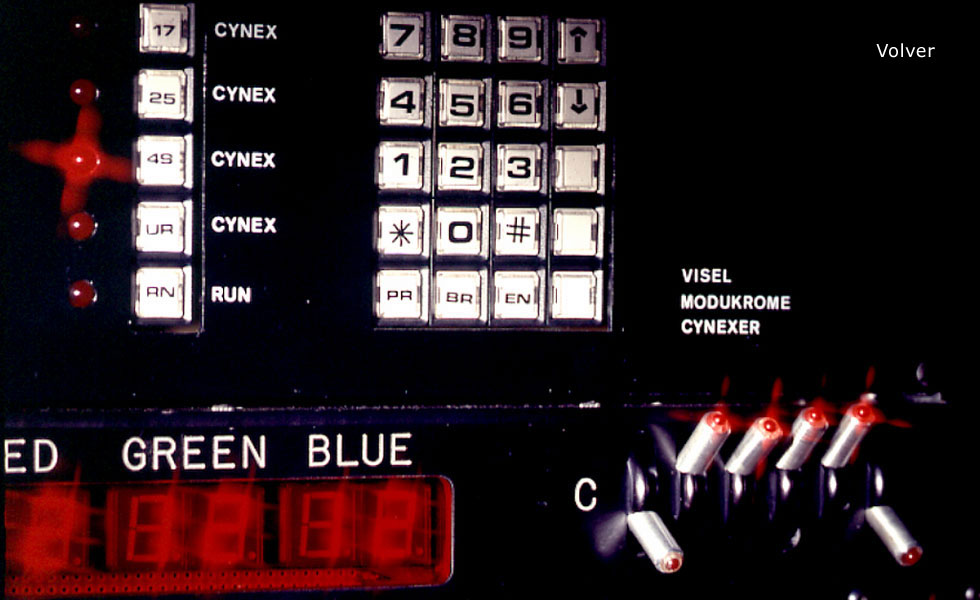 17 CYNEX 7 8 9 ↑
Volver
25 CYNEX 4 5 6 ↓
4S CYNEX 1 2 3
UR CYNEX * 0 #
RN RUN PR BR EN
VISEL
MODUKROME
CYNEXER
ED GREEN BLUE
C